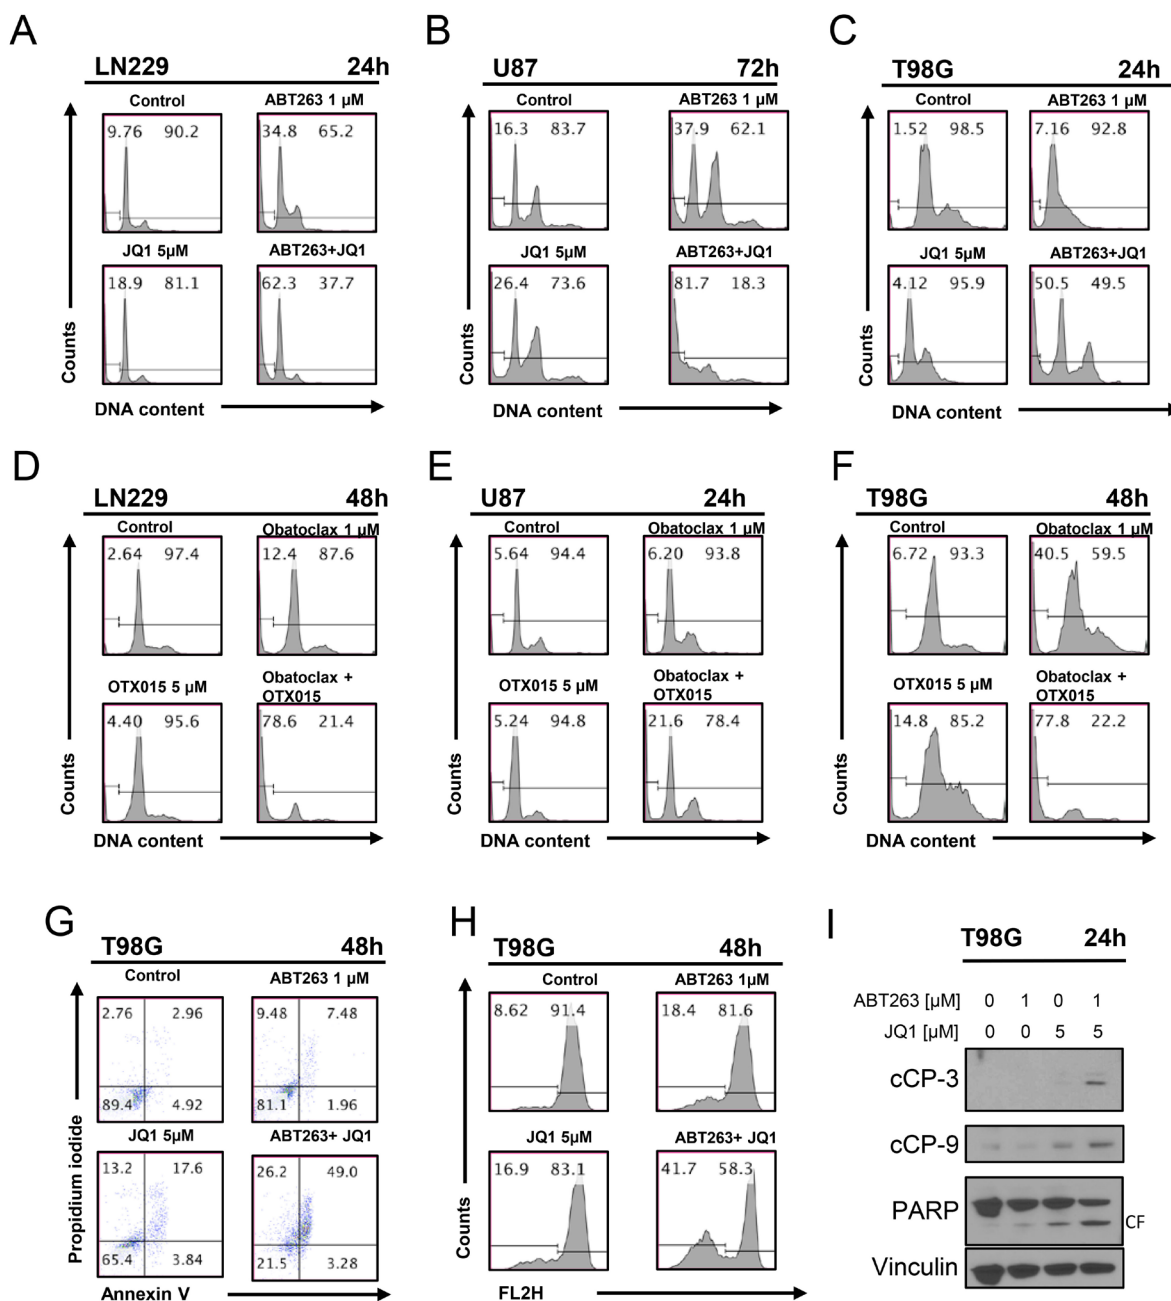 A
LN229 24h
Control ABT263 1 µM
9.76 90.2 34.8 65.2
JQ1 5µM ABT263+JQ1
18.9 81.1 62.3 37.7
Counts
DNA content
B
U87 72h
Control ABT263 1 µM
16.3 83.7 37.9 62.1
JQ1 5µM ABT263+JQ1
26.4 73.6 81.7 18.3
Counts
DNA content
C
T98G 24h
Control ABT263 1 µM
1.52 98.5 7.16 92.8
JQ1 5µM ABT263+JQ1
4.12 95.9 50.5 49.5
Counts
DNA content
D
LN229 48h
Control Obatoclax 1 µM
2.64 97.4 12.4 87.6
OTX015 5 µM Obatoclax +
OTX015
4.40 95.6 78.6 21.4
Counts
DNA content
E
U87 24h
Control Obatoclax 1 µM
5.64 94.4 6.20 93.8
OTX015 5 µM Obatoclax +
OTX015
5.24 94.8 21.6 78.4
Counts
DNA content
F
T98G 48h
Control Obatoclax 1 µM
6.72 93.3 40.5 59.5
OTX015 5 µM Obatoclax +
OTX015
14.8 85.2 77.8 22.2
Counts
DNA content
G
T98G 48h
Control ABT263 1 µM
2.76 2.96 9.48 7.48
89.4 4.92 81.1 1.96
JQ1 5µM ABT263+ JQ1
13.2 17.6 26.2 49.0
65.4 3.84 21.5 3.28
Propidium iodide
Annexin V
H
T98G 48h
Control ABT263 1µM
8.62 91.4 18.4 81.6
JQ1 5µM ABT263+ JQ1
16.9 83.1 41.7 58.3
Counts
FL2H
I
T98G 24h
ABT263 [µM] 0 1 0 1
JQ1 [µM] 0 0 5 5
cCP-3
cCP-9
PARP
CF
Vinculin